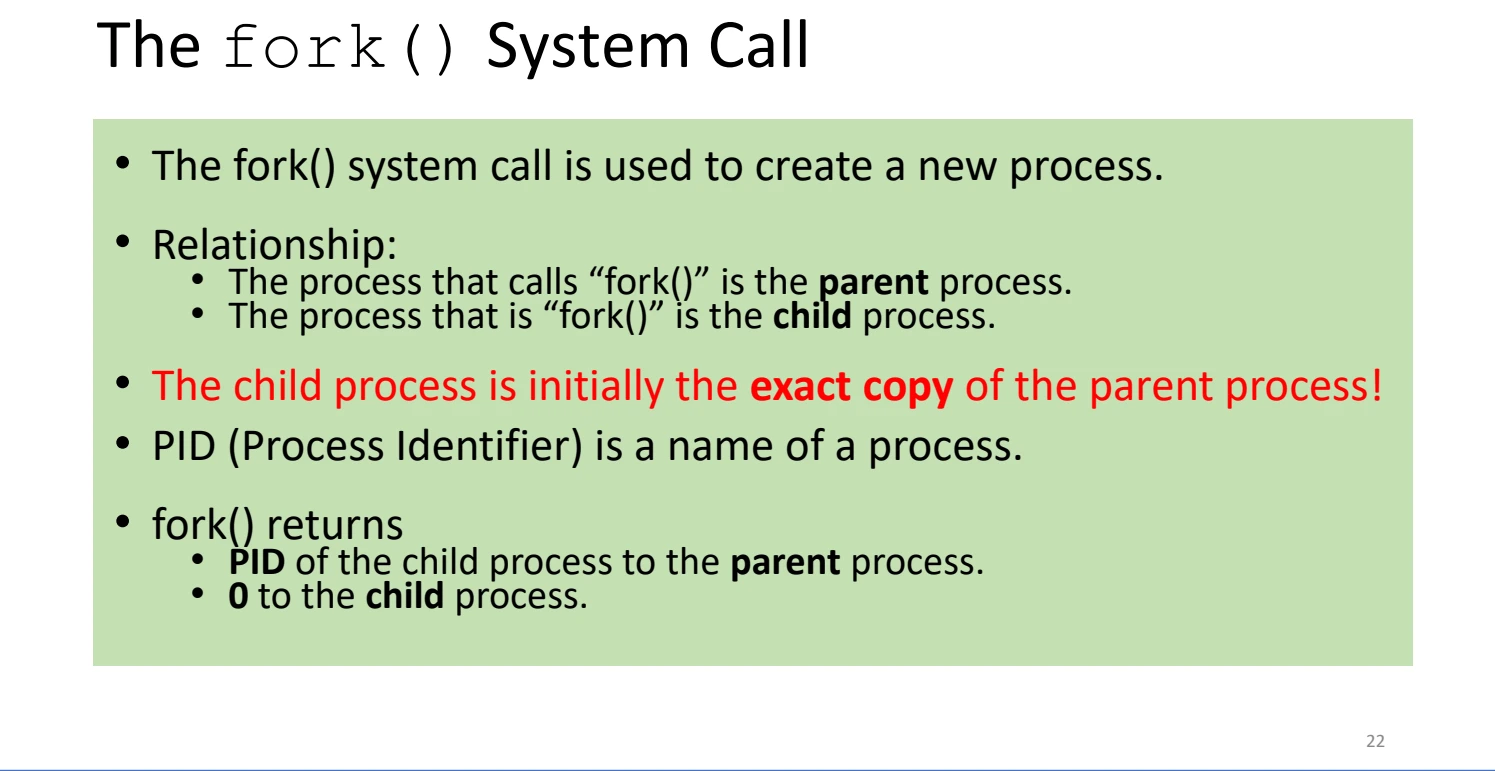 The fork() System Call
• The fork() system call is used to create a new process.
• Relationship:
• The process that calls “fork()” is the parent process.
• The process that is “fork()” is the child process.
• The child process is initially the exact copy of the parent process!
• PID (Process Identifier) is a name of a process.
• fork() returns
• PID of the child process to the parent process.
• 0 to the child process.
22